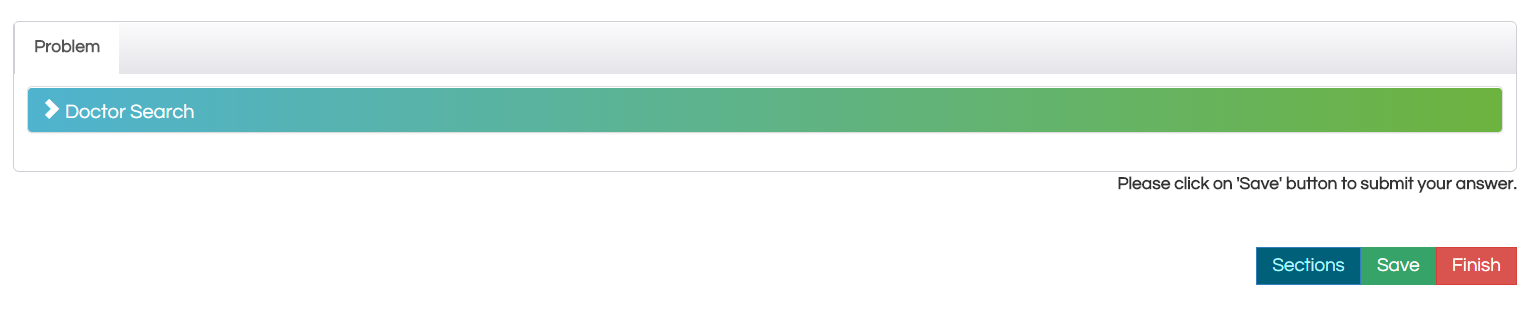 Problem
Doctor Search
Please click on 'Save' button to submit your answer.
Sections Save Finish